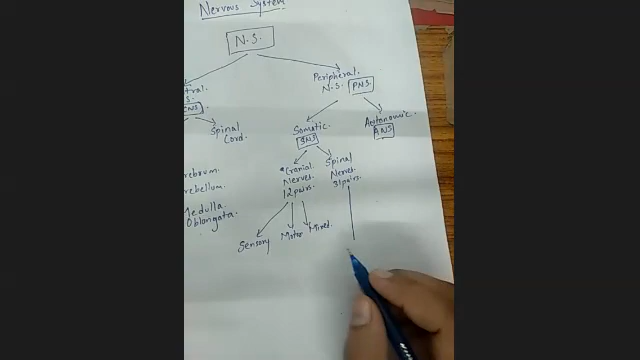 Nervous System
N.S.
Peripheral
N.S. PNS.
Spinal
Cord.
Somatic
SNS
Autonomic
ANS
Cranial
Nerves
12 pairs.
Spinal
Nerves
31 pairs.
Medulla
Oblongata.
Sensory Motor Mixed.